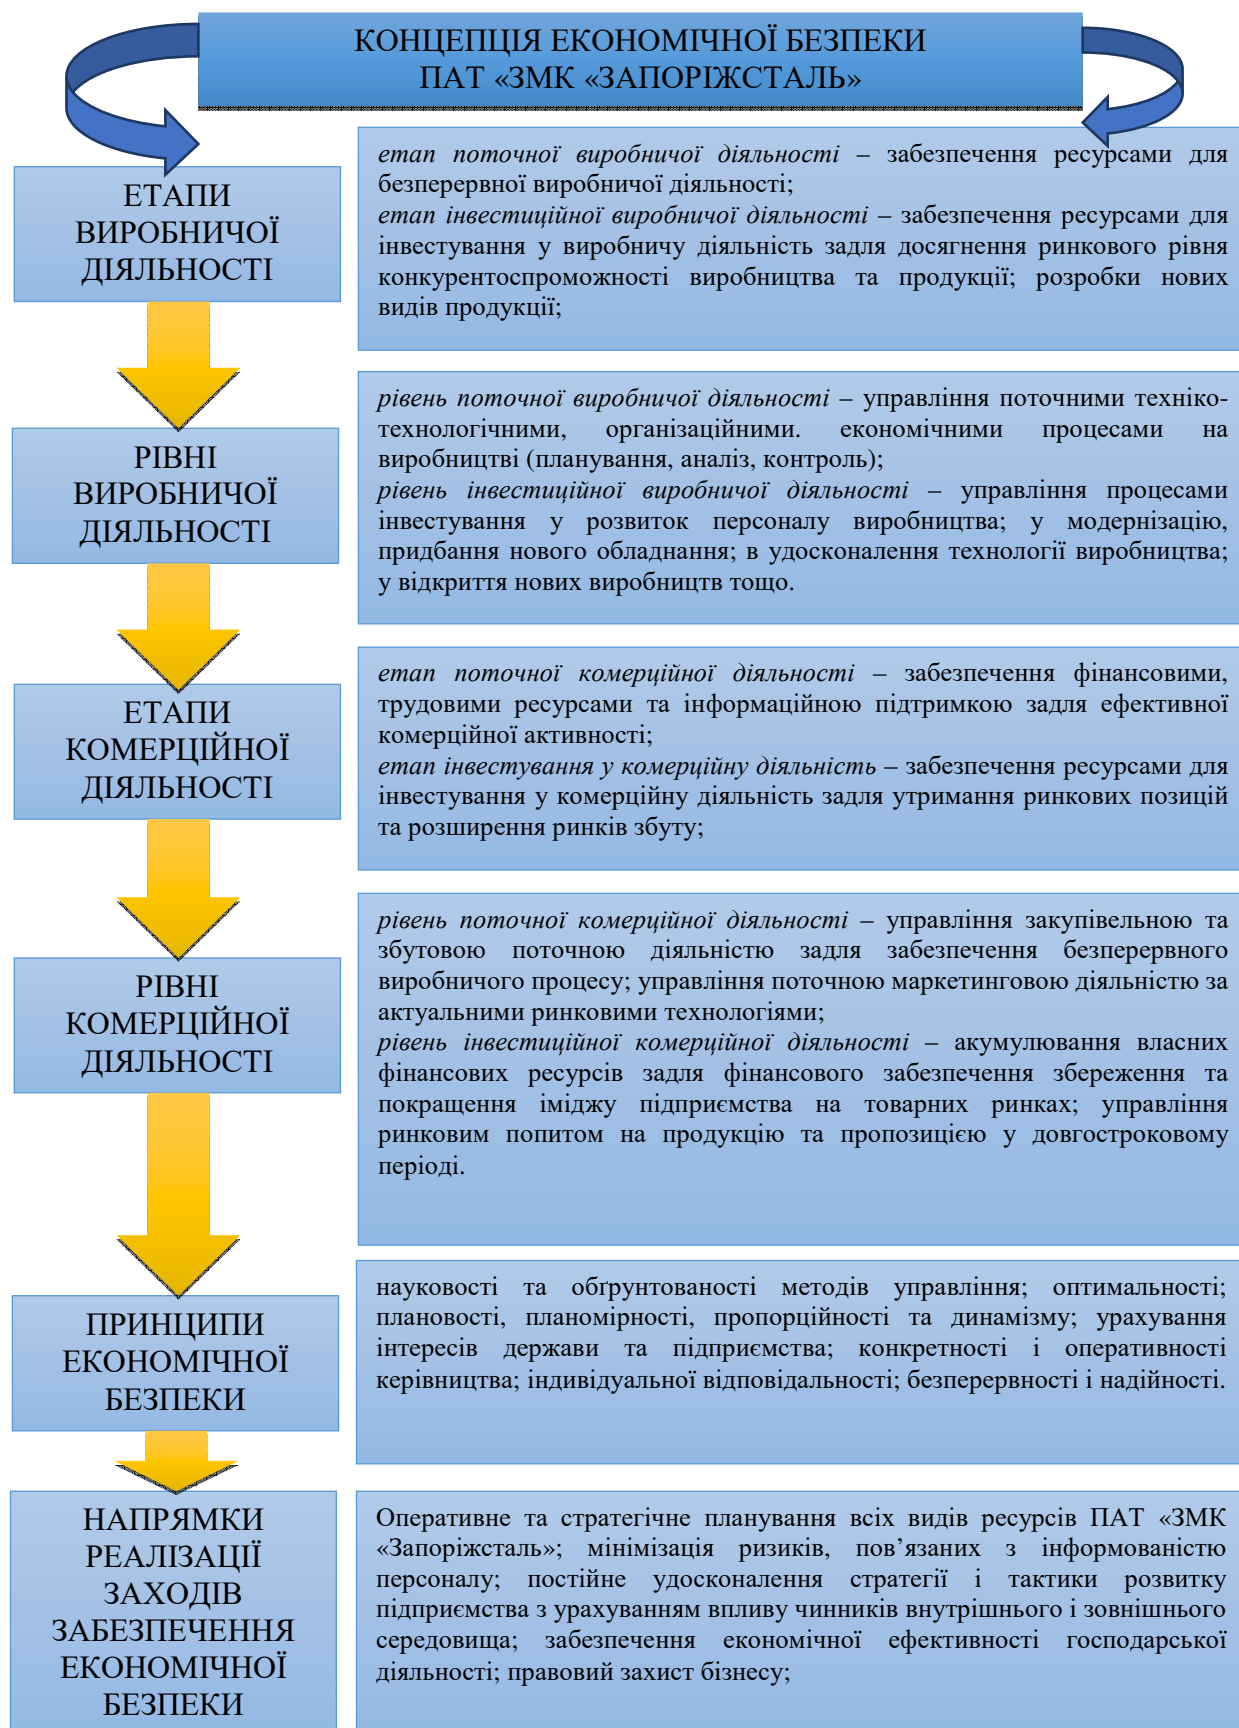 КОНЦЕПЦІЯ ЕКОНОМІЧНОЇ БЕЗПЕКИ
ПАТ «ЗМК «ЗАПОРІЖСТАЛЬ»
ЕТАПИ
ВИРОБНИЧОЇ
ДІЯЛЬНОСТІ
етап поточної виробничої діяльності – забезпечення ресурсами для
безперервної виробничої діяльності;
етап інвестиційної виробничої діяльності – забезпечення ресурсами для
інвестування у виробничу діяльність задля досягнення ринкового рівня
конкурентоспроможності виробництва та продукції; розробки нових
видів продукції;
РІВНІ
ВИРОБНИЧОЇ
ДІЯЛЬНОСТІ
рівень поточної виробничої діяльності – управління поточними техніко-
технологічними, організаційними. економічними процесами на
виробництві (планування, аналіз, контроль);
рівень інвестиційної виробничої діяльності – управління процесами
інвестування у розвиток персоналу виробництва; у модернізацію,
придбання нового обладнання; в удосконалення технології виробництва;
у відкриття нових виробництв тощо.
ЕТАПИ
КОМЕРЦІЙНОЇ
ДІЯЛЬНОСТІ
етап поточної комерційної діяльності – забезпечення фінансовими,
трудовими ресурсами та інформаційною підтримкою задля ефективної
комерційної активності;
етап інвестування у комерційну діяльність – забезпечення ресурсами для
інвестування у комерційну діяльність задля утримання ринкових позицій
та розширення ринків збуту;
РІВНІ
КОМЕРЦІЙНОЇ
ДІЯЛЬНОСТІ
рівень поточної комерційної діяльності – управління закупівельною та
збутовою поточною діяльністю задля забезпечення безперервного
виробничого процесу; управління поточною маркетинговою діяльністю за
актуальними ринковими технологіями;
рівень інвестиційної комерційної діяльності – акумулювання власних
фінансових ресурсів задля фінансового забезпечення збереження та
покращення іміджу підприємства на товарних ринках; управління
ринковим попитом на продукцію та пропозицією у довгостроковому
періоді.
ПРИНЦИПИ
ЕКОНОМІЧНОЇ
БЕЗПЕКИ
науковості та обґрунтованості методів управління; оптимальності;
плановості, планомірності, пропорційності та динамізму; урахування
інтересів держави та підприємства; конкретності і оперативності
керівництва; індивідуальної відповідальності; безперервності і надійності.
НАПРЯМКИ
РЕАЛІЗАЦІЇ
ЗАХОДІВ
ЗАБЕЗПЕЧЕННЯ
ЕКОНОМІЧНОЇ
БЕЗПЕКИ
Оперативне та стратегічне планування всіх видів ресурсів ПАТ «ЗМК
«Запоріжсталь»; мінімізація ризиків, пов’язаних з інформованістю
персоналу; постійне удосконалення стратегії і тактики розвитку
підприємства з урахуванням впливу чинників внутрішнього і зовнішнього
середовища; забезпечення економічної ефективності господарської
діяльності; правовий захист бізнесу;